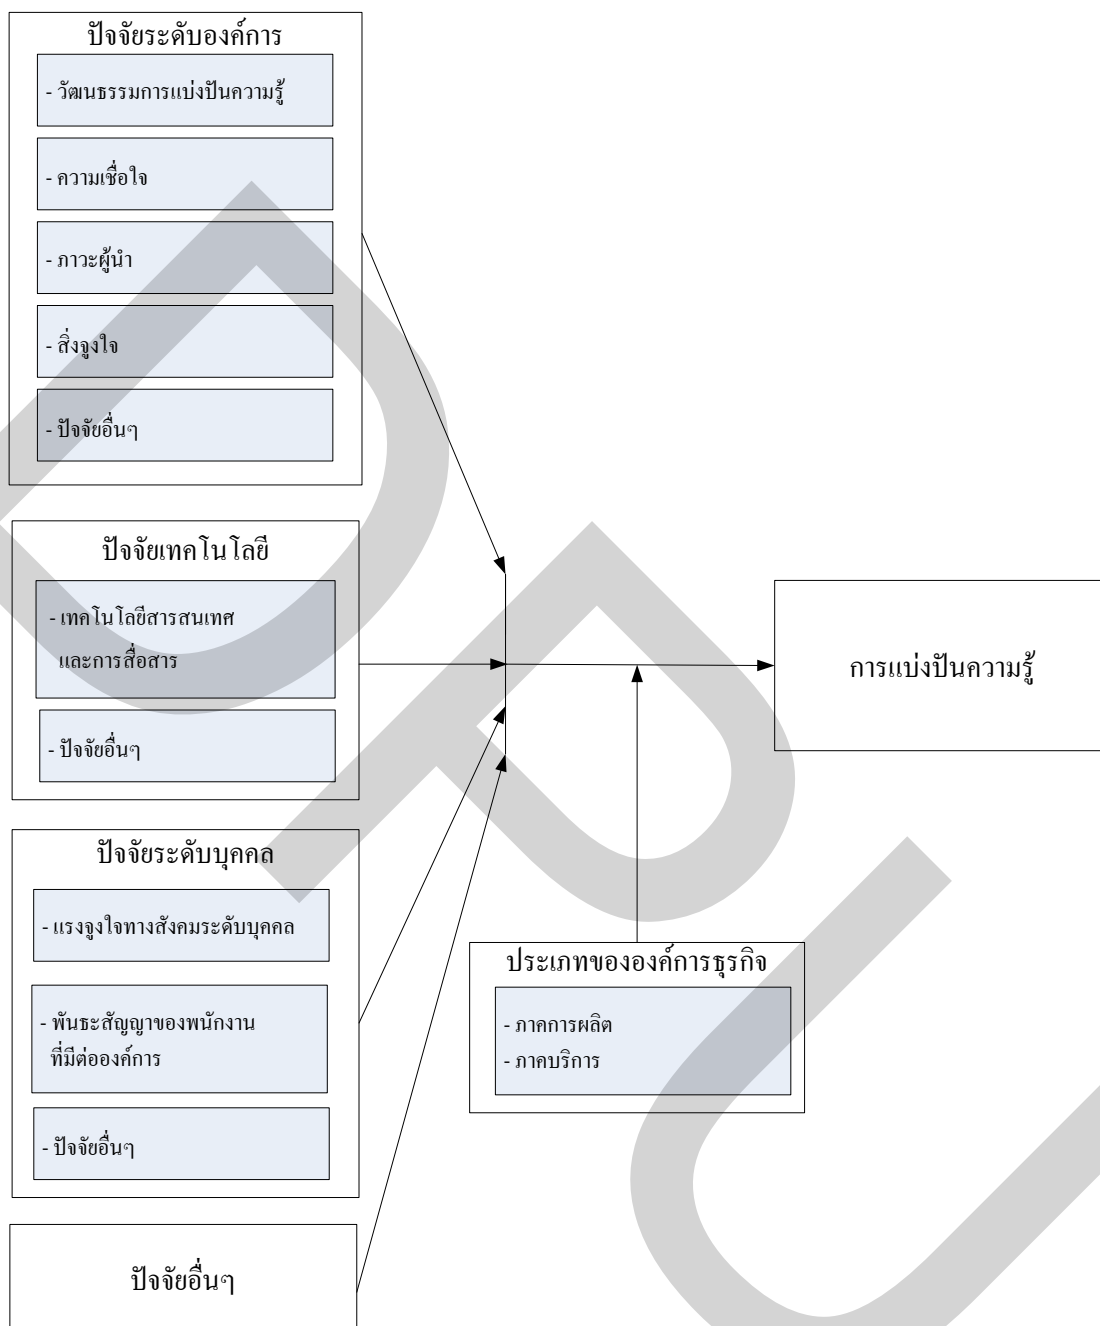 ปัจจัยระดับองค์การ
- วัฒนธรรมการแบ่งปันความรู้
- ความเชื่อใจ
- ภาวะผู้นำ
- สิ่งจูงใจ
- ปัจจัยอื่นๆ
ปัจจัยเทคโนโลยี
- เทคโนโลยีสารสนเทศ
และการสื่อสาร
- ปัจจัยอื่นๆ
ปัจจัยระดับบุคคล
- แรงจูงใจทางสังคมระดับบุคคล
- พันธะสัญญาของพนักงาน
ที่มีต่อองค์การ
- ปัจจัยอื่นๆ
ปัจจัยอื่นๆ
ประเภทขององค์การธุรกิจ
- ภาคการผลิต
- ภาคบริการ
การแบ่งปันความรู้
DPU